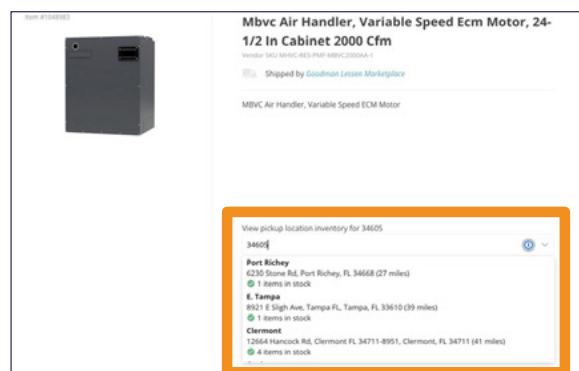 Item #1048983
Mbvc Air Handler, Variable Speed Ecm Motor, 24-
1/2 In Cabinet 2000 Cfm
Vendor SKU MHVC-RES-PMF-MBVC2000AA-1
Shipped by Goodman Lessen Marketplace
MBVC Air Handler, Variable Speed ECM Motor
View pickup location inventory for 34605
34605
Port Richey
6230 Stone Rd, Port Richey, FL 34668 (27 miles)
1 items in stock
E. Tampa
8921 E Sligh Ave, Tampa FL, Tampa, FL 33610 (39 miles)
1 items in stock
Clermont
12664 Hancock Rd, Clermont FL 34711-8951, Clermont, FL 34711 (41 miles)
4 items in stock